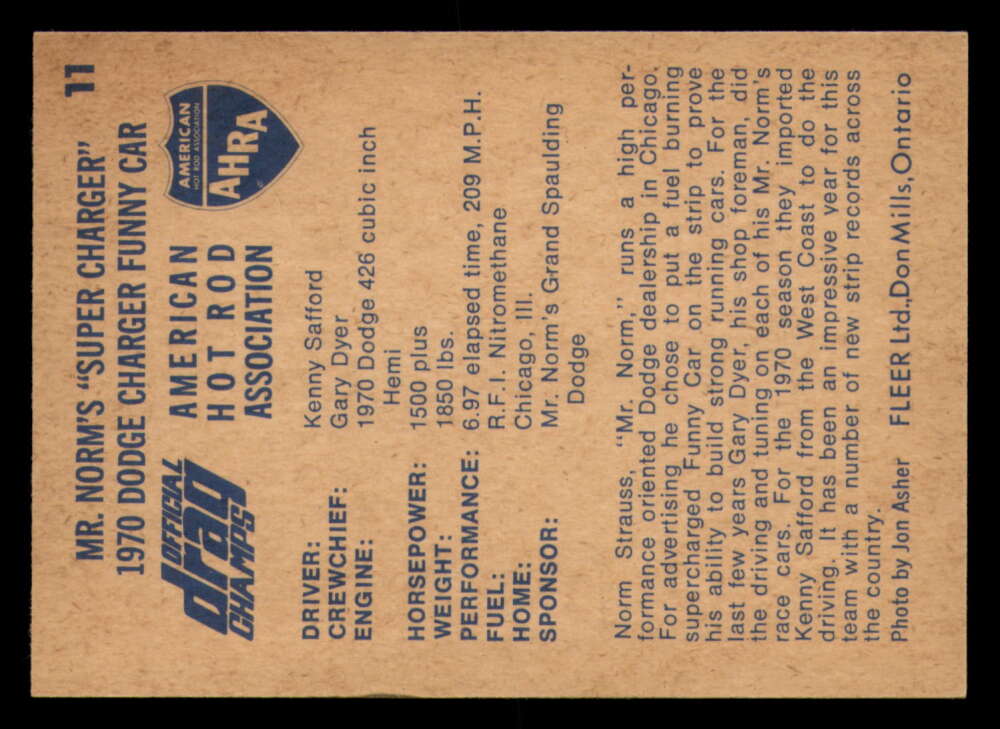 MR. NORM'S "SUPER CHARGER" 11
1970 DODGE CHARGER FUNNY CAR
OFFICIAL
drag
CHAMPS
AMERICAN
HOT ROD
ASSOCIATION
AMERICAN
HOT ROD ASSOCIATION
AHRA
DRIVER: Kenny Safford
CREWCHIEF: Gary Dyer
ENGINE: 1970 Dodge 426 cubic inch
Hemi
HORSEPOWER: 1500 plus
WEIGHT: 1850 lbs.
PERFORMANCE: 6.97 elapsed time, 209 M.P.H.
FUEL: R.F.I. Nitromethane
HOME: Chicago, Ill.
SPONSOR: Mr. Norm's Grand Spaulding
Dodge
Norm Strauss, "Mr. Norm," runs a high per-
formance oriented Dodge dealership in Chicago.
For advertising he chose to put a fuel burning
supercharged Funny Car on the strip to prove
his ability to build strong running cars. For the
last few years Gary Dyer, his shop foreman, did
the driving and tuning on each of his Mr. Norm's
race cars. For the 1970 season they imported
Kenny Safford from the West Coast to do the
driving. It has been an impressive year for this
team with a number of new strip records across
the country.
Photo by Jon Asher FLEER Ltd., Don Mills, Ontario